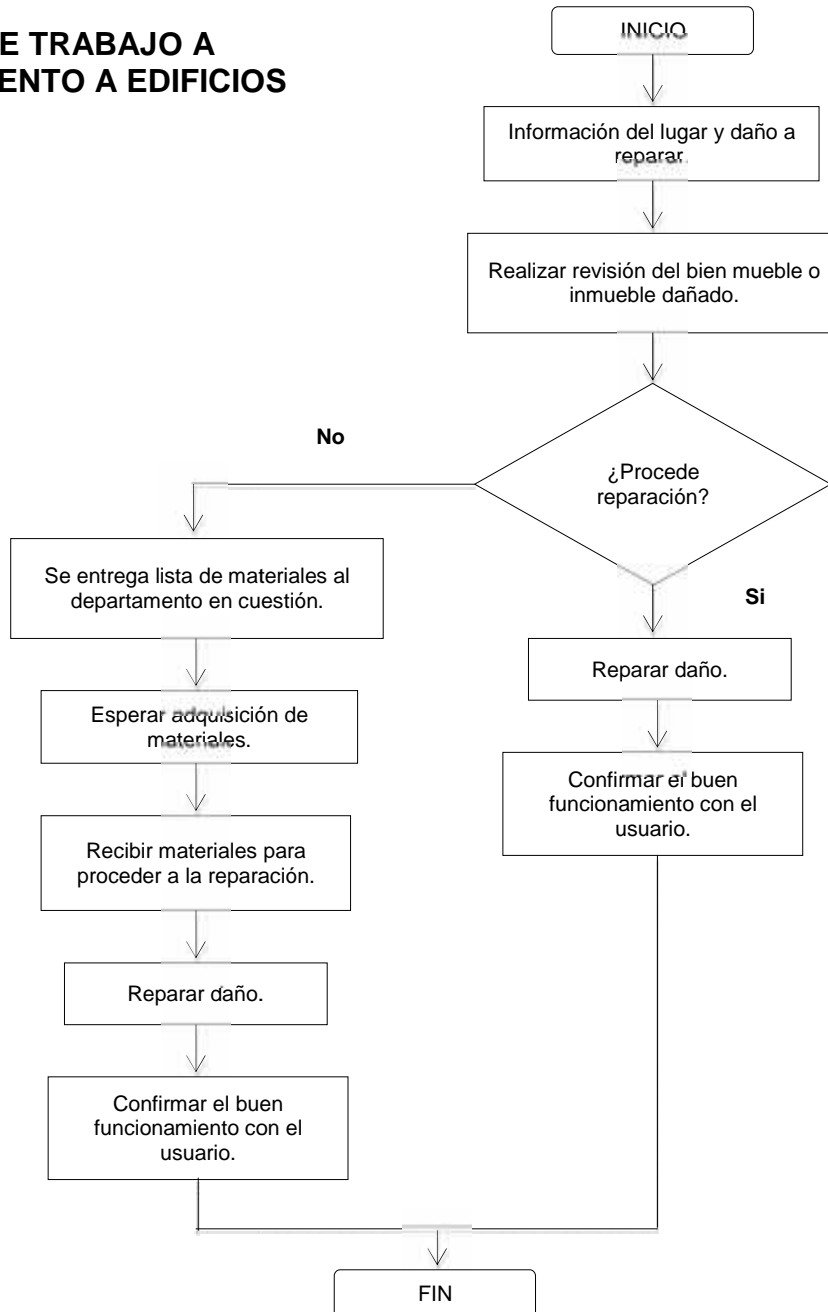 E TRABAJO A
ENTO A EDIFICIOS
INICIO
Información del lugar y daño a
reparar.
Realizar revisión del bien mueble o
inmueble dañado.
¿Procede
reparación?
No
Si
Se entrega lista de materiales al
departamento en cuestión.
Esperar adquisición de
materiales.
Recibir materiales para
proceder a la reparación.
Reparar daño.
Confirmar el buen
funcionamiento con el
usuario.
Reparar daño.
Confirmar el buen
funcionamiento con el
usuario.
FIN